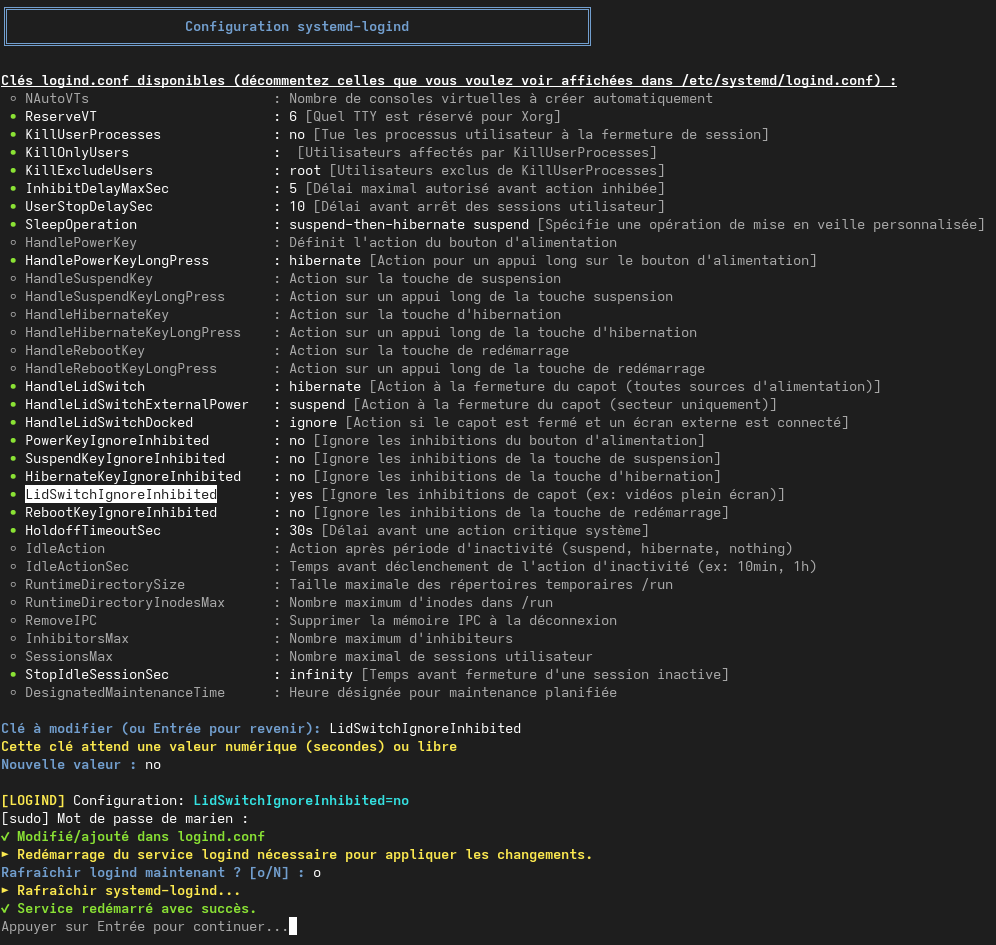 Configuration systemd-logind
Clés logind.conf disponibles (décommentez celles que vous voulez voir affichées dans /etc/systemd/logind.conf) :
○ NAutoVTs : Nombre de consoles virtuelles à créer automatiquement
● ReserveVT : 6 [Quel TTY est réservé pour Xorg]
● KillUserProcesses : no [Tue les processus utilisateur à la fermeture de session]
● KillOnlyUsers :  [Utilisateurs affectés par KillUserProcesses]
● KillExcludeUsers : root [Utilisateurs exclus de KillUserProcesses]
● InhibitDelayMaxSec : 5 [Délai maximal autorisé avant action inhibée]
● UserStopDelaySec : 10 [Délai avant arrêt des sessions utilisateur]
● SleepOperation : suspend-then-hibernate suspend [Spécifie une opération de mise en veille personnalisée]
○ HandlePowerKey : Définit l'action du bouton d'alimentation
● HandlePowerKeyLongPress : hibernate [Action pour un appui long sur le bouton d'alimentation]
○ HandleSuspendKey : Action sur la touche de suspension
○ HandleSuspendKeyLongPress : Action sur un appui long de la touche suspension
○ HandleHibernateKey : Action sur la touche d'hibernation
○ HandleHibernateKeyLongPress : Action sur un appui long de la touche d'hibernation
○ HandleRebootKey : Action sur la touche de redémarrage
○ HandleRebootKeyLongPress : Action sur un appui long de la touche de redémarrage
● HandleLidSwitch : hibernate [Action à la fermeture du capot (toutes sources d'alimentation)]
● HandleLidSwitchExternalPower : suspend [Action à la fermeture du capot (secteur uniquement)]
● HandleLidSwitchDocked : ignore [Action si le capot est fermé et un écran externe est connecté]
● PowerKeyIgnoreInhibited : no [Ignore les inhibitions du bouton d'alimentation]
● SuspendKeyIgnoreInhibited : no [Ignore les inhibitions de la touche de suspension]
● HibernateKeyIgnoreInhibited : no [Ignore les inhibitions de la touche d'hibernation]
● LidSwitchIgnoreInhibited : yes [Ignore les inhibitions de capot (ex: vidéos plein écran)]
● RebootKeyIgnoreInhibited : no [Ignore les inhibitions de la touche de redémarrage]
● HoldoffTimeoutSec : 30s [Délai avant une action critique système]
○ IdleAction : Action après période d'inactivité (suspend, hibernate, nothing)
○ IdleActionSec : Temps avant déclenchement de l'action d'inactivité (ex: 10min, 1h)
○ RuntimeDirectorySize : Taille maximale des répertoires temporaires /run
○ RuntimeDirectoryInodesMax : Nombre maximum d'inodes dans /run
○ RemoveIPC : Supprimer la mémoire IPC à la déconnexion
○ InhibitorsMax : Nombre maximum d'inhibiteurs
○ SessionsMax : Nombre maximal de sessions utilisateur
● StopIdleSessionSec : infinity [Temps avant fermeture d'une session inactive]
○ DesignatedMaintenanceTime : Heure désignée pour maintenance planifiée
Clé à modifier (ou Entrée pour revenir): LidSwitchIgnoreInhibited
Cette clé attend une valeur numérique (secondes) ou libre
Nouvelle valeur : no
[LOGIND] Configuration: LidSwitchIgnoreInhibited=no
[sudo] Mot de passe de marien :
✓ Modifié/ajouté dans logind.conf
► Redémarrage du service logind nécessaire pour appliquer les changements.
Rafraîchir logind maintenant ? [o/N] : o
► Rafraîchir systemd-logind...
✓ Service redémarré avec succès.
Appuyer sur Entrée pour continuer...